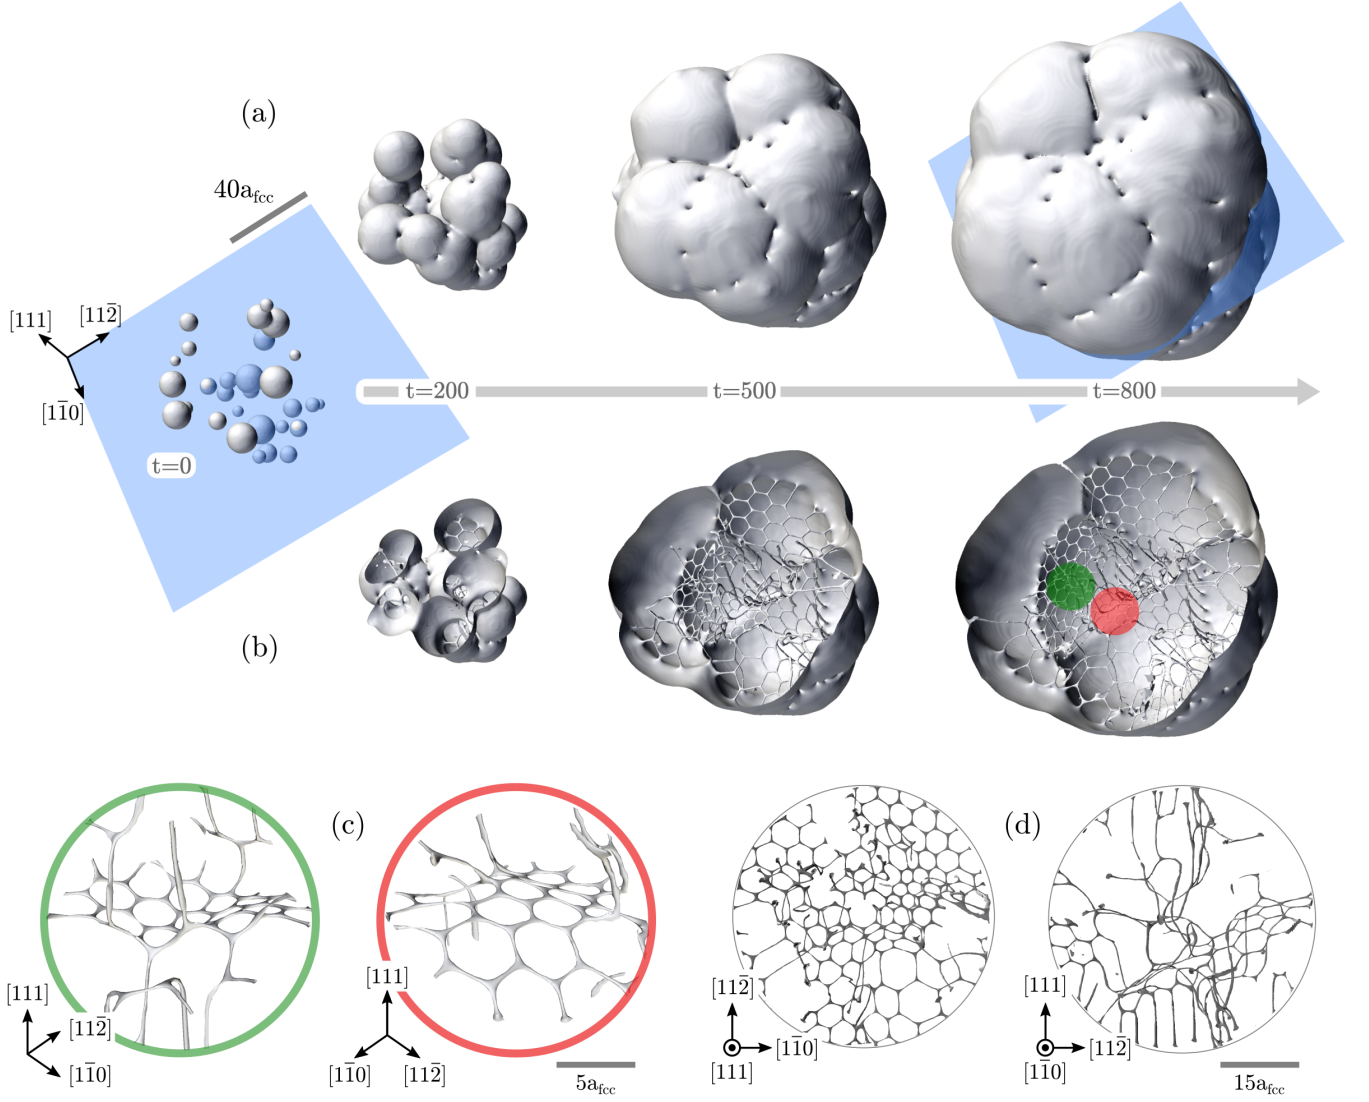 (a)
40a_fcc
[111]
[112̄]
[11̄0]
t=0
t=200
t=500
t=800
(b)
(c)
(d)
[111]
[112̄]
[11̄0]
[111]
[11̄0]
[112̄]
5a_fcc
[112̄]
[11̄0]
[111]
[111]
[112̄]
[11̄0]
15a_fcc